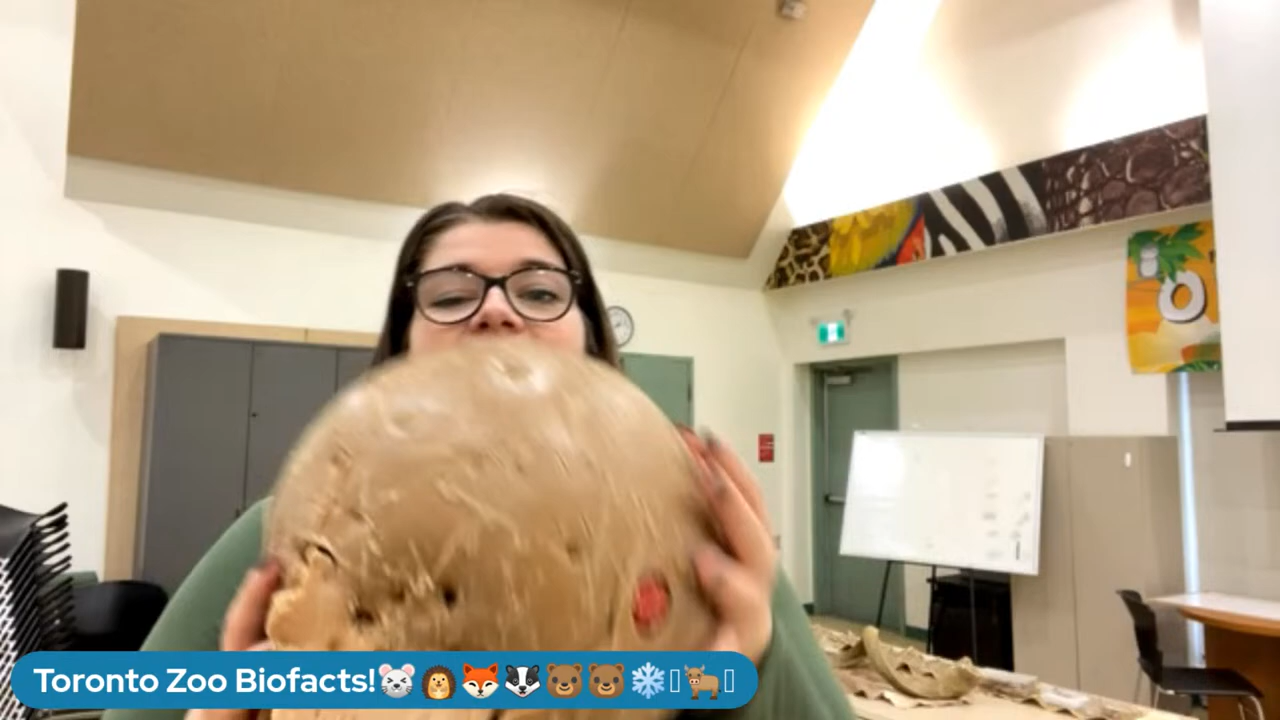 O
Toronto Zoo Biofacts!🐭🦔🦊🦡🐻🐻❄️🐂